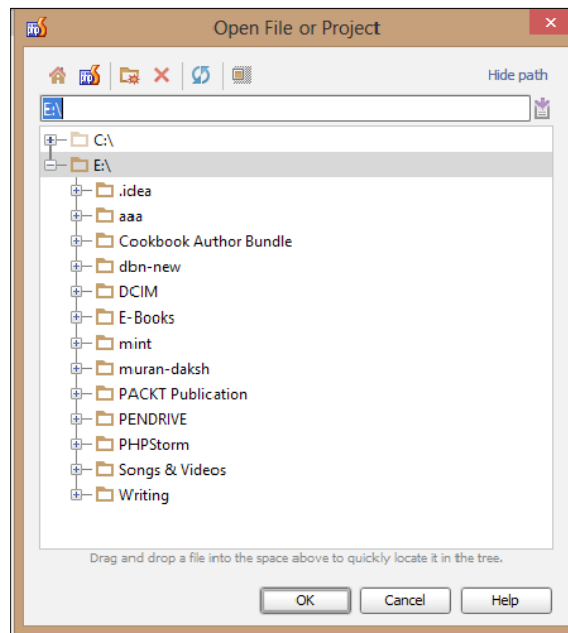 Open File or Project
Hide path
E:\
C:\
E:\
.idea
aaa
Cookbook Author Bundle
dbn-new
DCIM
E-Books
mint
muran-daksh
PACKT Publication
PENDRIVE
PHPStorm
Songs & Videos
Writing
Drag and drop a file into the space above to quickly locate it in the tree.
OK Cancel Help